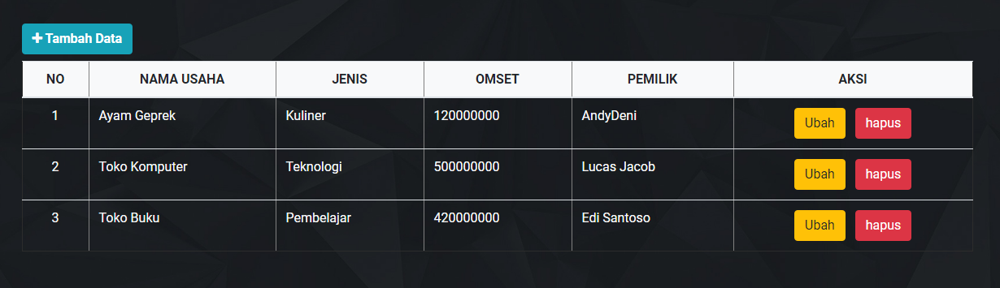 Tambah Data
NO NAMA USAHA JENIS OMSET PEMILIK AKSI
1 Ayam Geprek Kuliner 120000000 AndyDeni Ubah hapus
2 Toko Komputer Teknologi 500000000 Lucas Jacob Ubah hapus
3 Toko Buku Pembelajar 420000000 Edi Santoso Ubah hapus